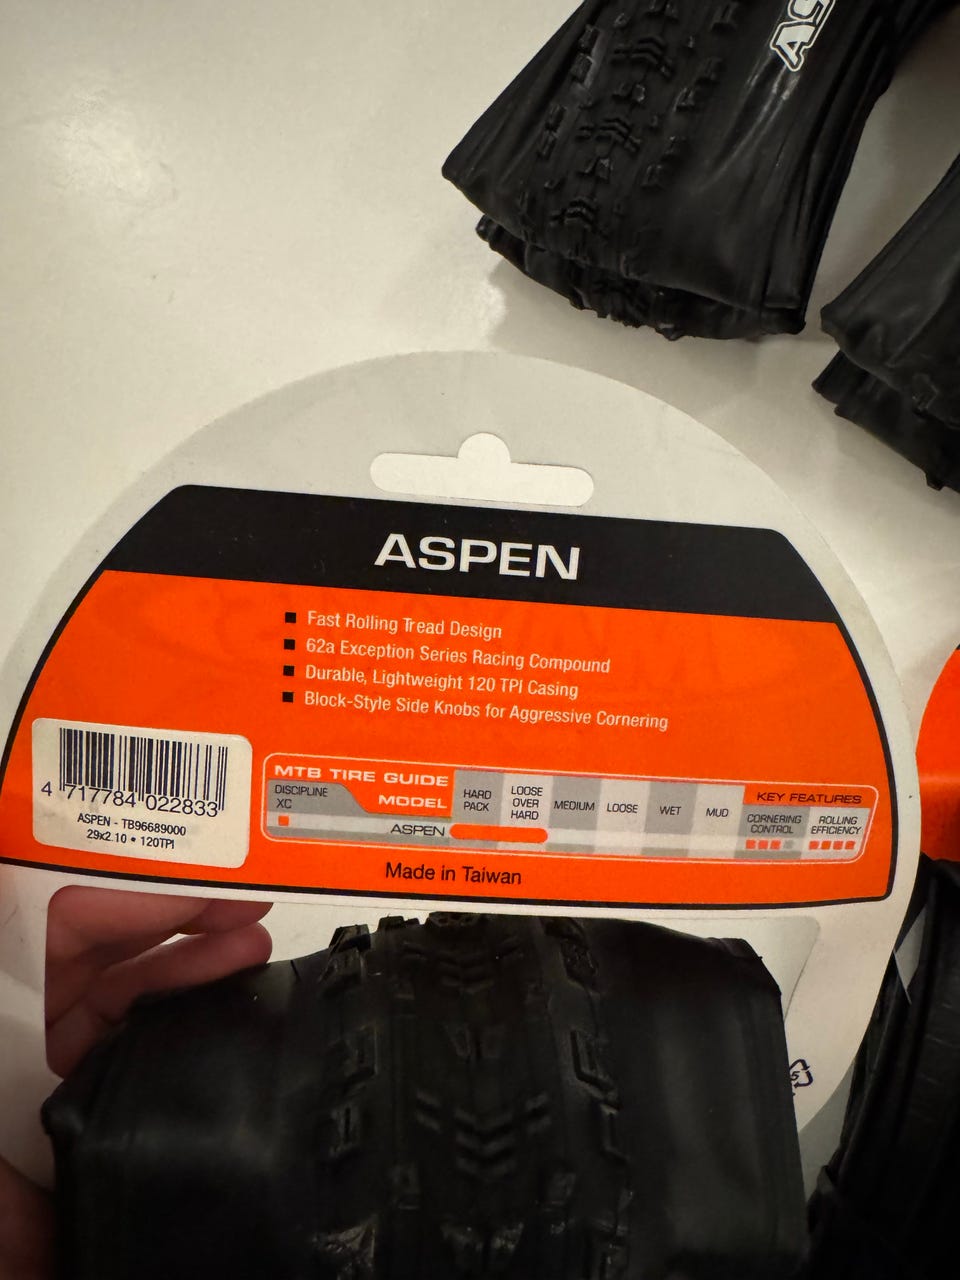 AS
ASPEN
Fast Rolling Tread Design
62a Exception Series Racing Compound
Durable, Lightweight 120 TPI Casing
Block-Style Side Knobs for Aggressive Cornering
4 717784 022833
ASPEN - TB96689000
29x2.10 • 120TPI
MTB TIRE GUIDE
DISCIPLINE
XC
MODEL
HARD
PACK
LOOSE
OVER
HARD
MEDIUM
LOOSE
WET
MUD
KEY FEATURES
CORNERING
CONTROL
ROLLING
EFFICIENCY
ASPEN
Made in Taiwan
5